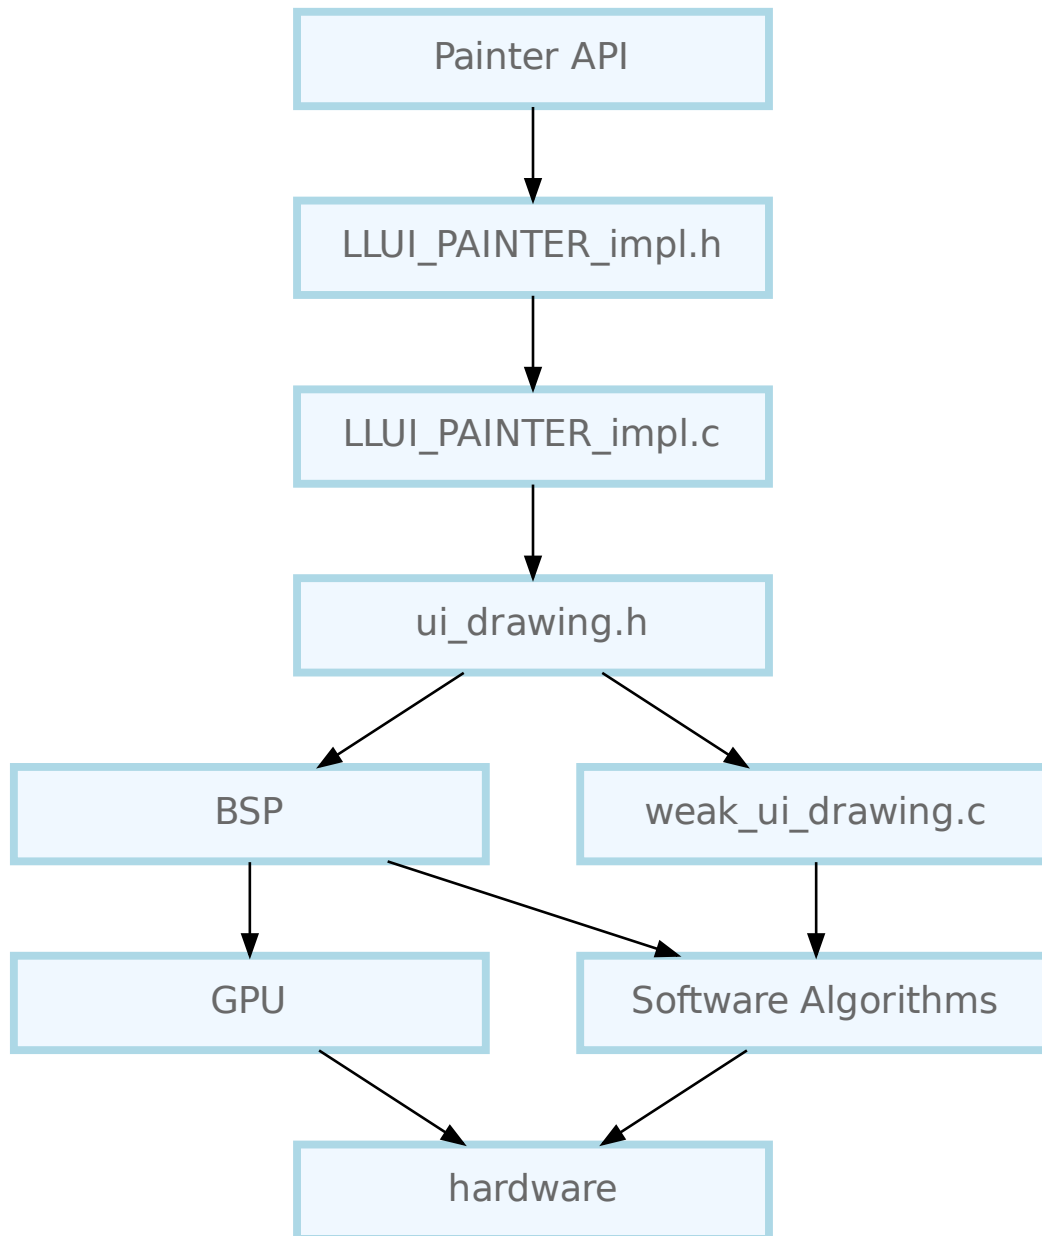 Painter API
LLUI_PAINTER_impl.h
LLUI_PAINTER_impl.c
ui_drawing.h
BSP
weak_ui_drawing.c
GPU
Software Algorithms
hardware